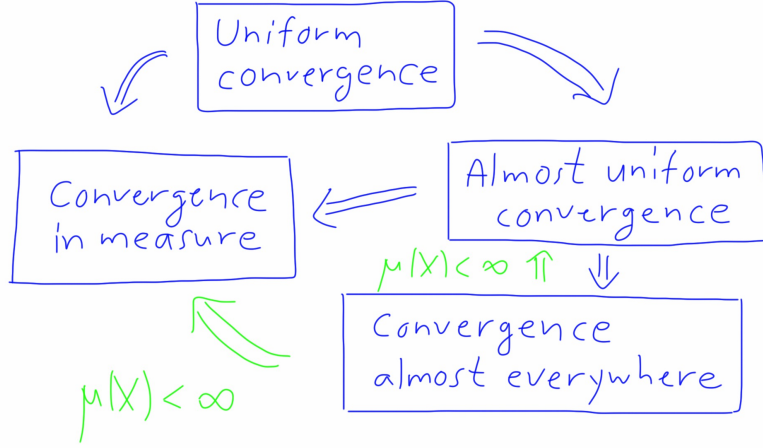 Uniform
convergence
Convergence
in measure
Almost uniform
convergence
μ(X) < ∞ ⇑ ⇓
Convergence
almost everywhere
μ(X) < ∞